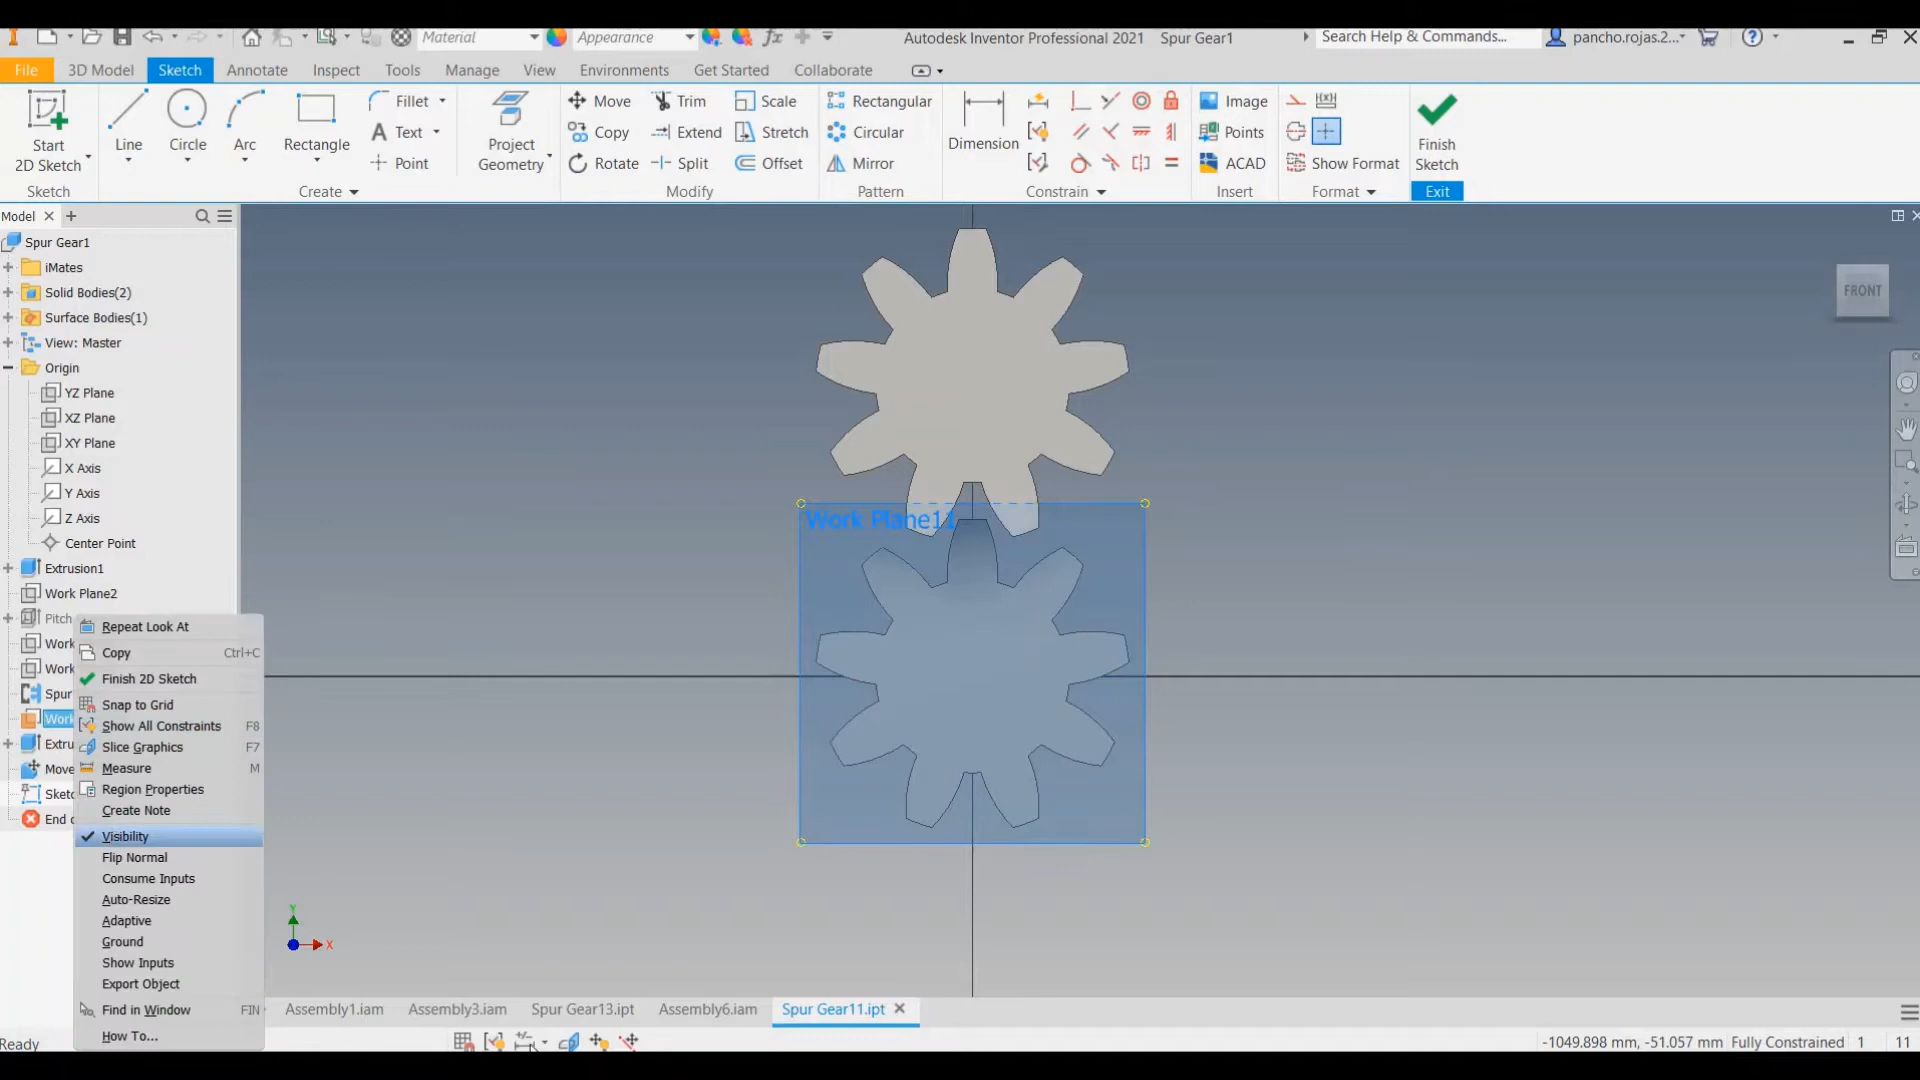 Material Appearance fx Autodesk Inventor Professional 2021 Spur Gear1 Search Help & Commands... pancho.rojas.2...
File 3D Model Sketch Annotate Inspect Tools Manage View Environments Get Started Collaborate
Start
2D Sketch
Line
Circle
Arc
Rectangle
Fillet
Text
Point
Project
Geometry
Move
Copy
Rotate
Trim
Extend
Split
Scale
Stretch
Offset
Rectangular
Circular
Mirror
Dimension
Image
Points
ACAD
Show Format
Finish
Sketch
Sketch Create Modify Pattern Constrain Insert Format Exit
Model
Spur Gear1
iMates
Solid Bodies(2)
Surface Bodies(1)
View: Master
Origin
YZ Plane
XZ Plane
XY Plane
X Axis
Y Axis
Z Axis
Center Point
Extrusion1
Work Plane2
Pitch
Work
Work
Spur
Work
Extru
Move
Sketc
End o
Repeat Look At
Copy Ctrl+C
Finish 2D Sketch
Snap to Grid
Show All Constraints F8
Slice Graphics F7
Measure M
Region Properties
Create Note
Visibility
Flip Normal
Consume Inputs
Auto-Resize
Adaptive
Ground
Show Inputs
Export Object
Find in Window FIN
How To...
FRONT
Work Plane11
Y
X
Assembly1.iam Assembly3.iam Spur Gear13.ipt Assembly6.iam Spur Gear11.ipt
Ready -1049.898 mm, -51.057 mm Fully Constrained 1 11